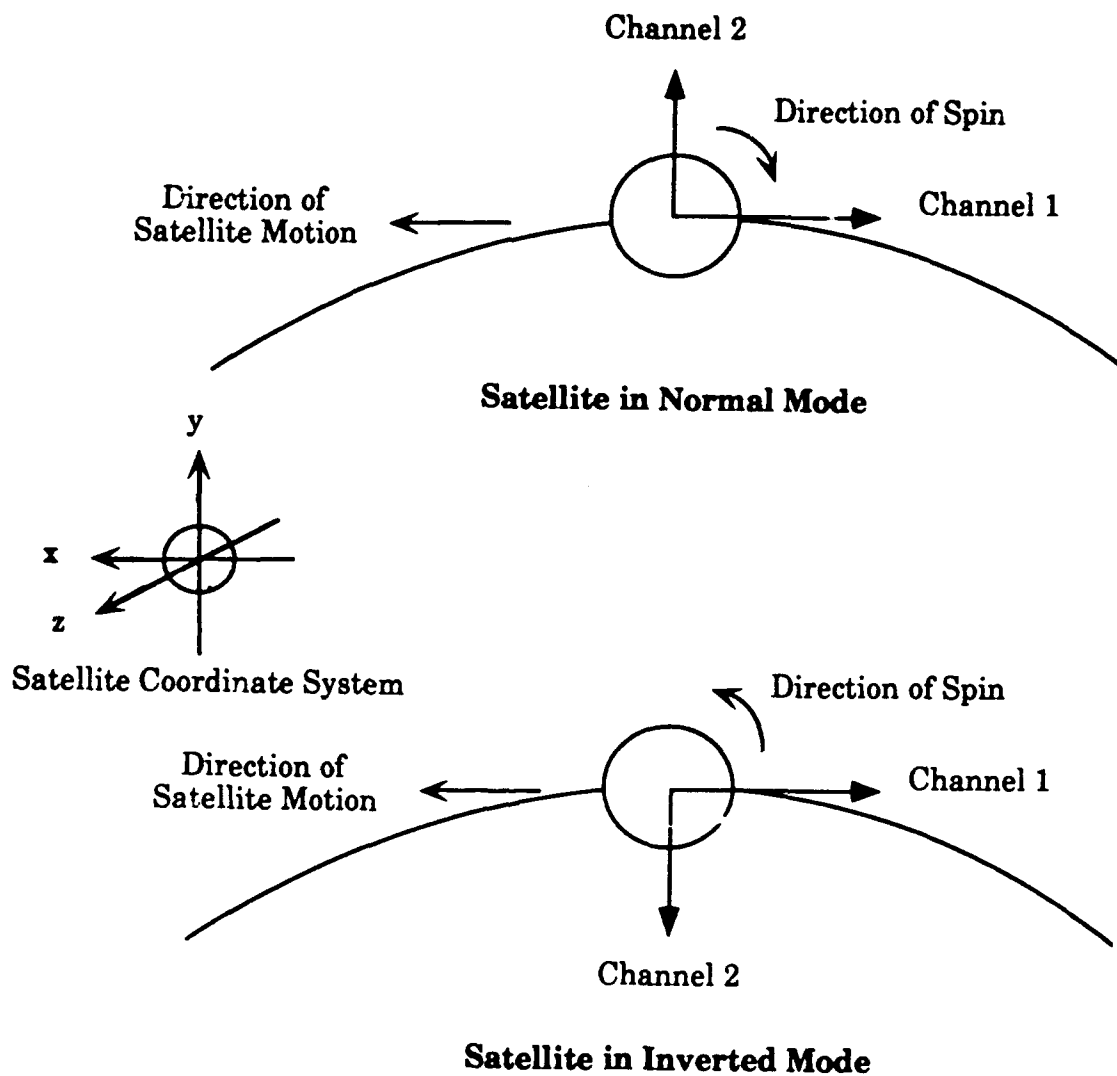 Channel 2
Direction of Spin
Direction of
Satellite Motion
Channel 1
Satellite in Normal Mode
y
x
z
Satellite Coordinate System
Direction of Spin
Direction of
Satellite Motion
Channel 1
Channel 2
Satellite in Inverted Mode